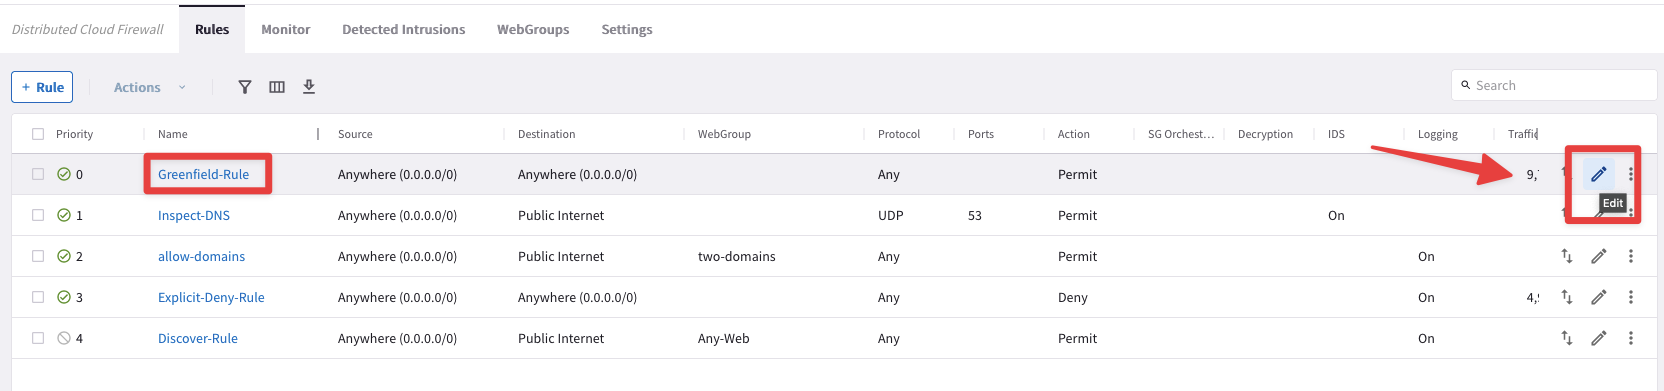 Distributed Cloud Firewall Rules Monitor Detected Intrusions WebGroups Settings
+ Rule Actions Search
Priority Name Source Destination WebGroup Protocol Ports Action SG Orchest... Decryption IDS Logging Traffic
0 Greenfield-Rule Anywhere (0.0.0.0/0) Anywhere (0.0.0.0/0) Any Permit 9,
Edit
1 Inspect-DNS Anywhere (0.0.0.0/0) Public Internet UDP 53 Permit On
2 allow-domains Anywhere (0.0.0.0/0) Public Internet two-domains Any Permit On
3 Explicit-Deny-Rule Anywhere (0.0.0.0/0) Anywhere (0.0.0.0/0) Any Deny On 4,
4 Discover-Rule Anywhere (0.0.0.0/0) Public Internet Any-Web Any Permit On